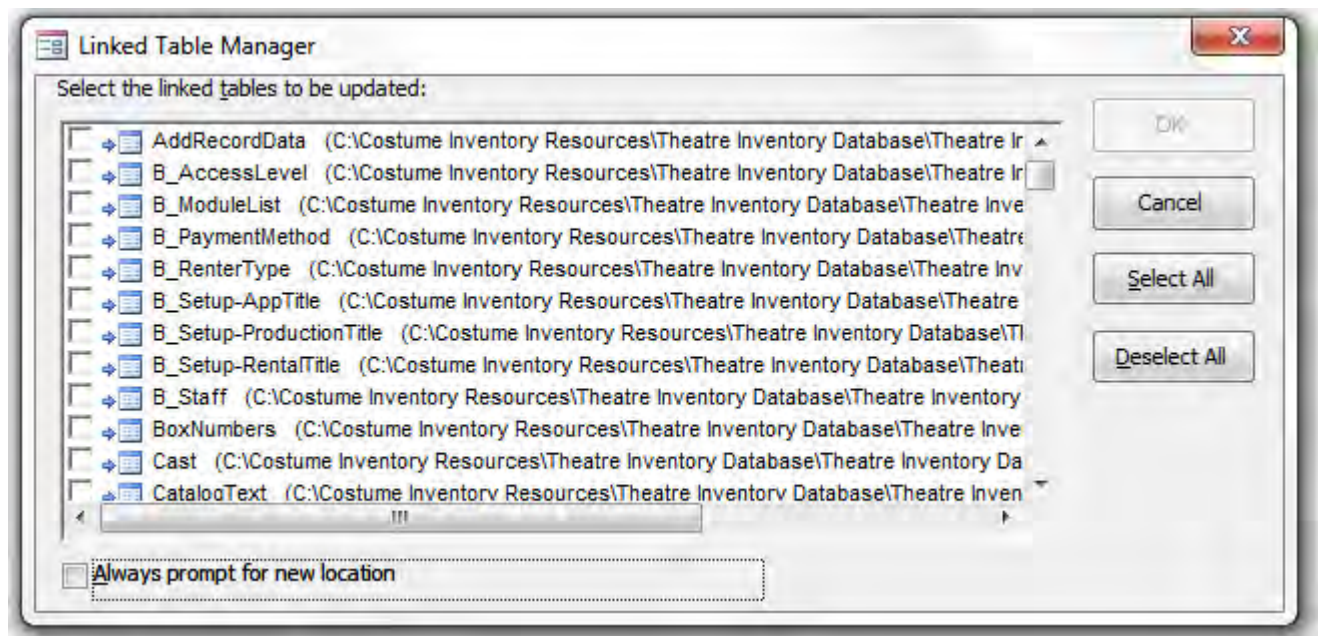 Linked Table Manager
Select the linked tables to be updated:
AddRecordData (C:\Costume Inventory Resources\Theatre Inventory Database\Theatre Ir
OK
B_AccessLevel (C:\Costume Inventory Resources\Theatre Inventory Database\Theatre Ir
B_ModuleList (C:\Costume Inventory Resources\Theatre Inventory Database\Theatre Inve
Cancel
B_PaymentMethod (C:\Costume Inventory Resources\Theatre Inventory Database\Theatre
B_RenterType (C:\Costume Inventory Resources\Theatre Inventory Database\Theatre Inv
Select All
B_Setup-AppTitle (C:\Costume Inventory Resources\Theatre Inventory Database\Theatre
B_Setup-ProductionTitle (C:\Costume Inventory Resources\Theatre Inventory Database\Tl
B_Setup-RentalTitle (C:\Costume Inventory Resources\Theatre Inventory Database\Theat
Deselect All
B_Staff (C:\Costume Inventory Resources\Theatre Inventory Database\Theatre Inventory
BoxNumbers (C:\Costume Inventory Resources\Theatre Inventory Database\Theatre Inve
Cast (C:\Costume Inventory Resources\Theatre Inventory Database\Theatre Inventory Da
CatalogText (C:\Costume Inventory Resources\Theatre Inventory Database\Theatre Inven
Always prompt for new location